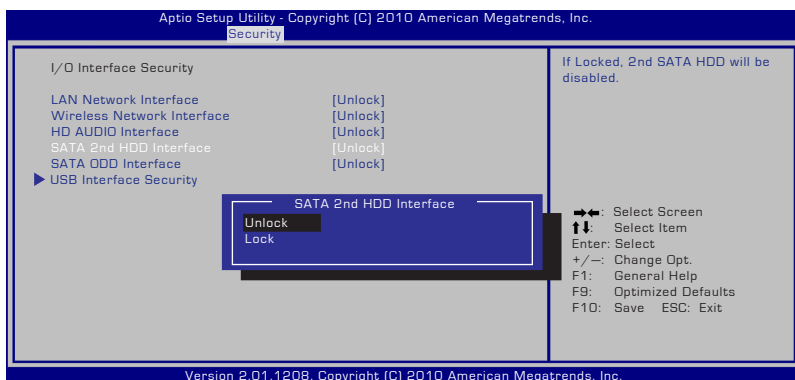 Aptio Setup Utility - Copyright (C) 2010 American Megatrends, Inc.
Security
I/O Interface Security
LAN Network Interface [Unlock]
Wireless Network Interface [Unlock]
HD AUDIO Interface [Unlock]
SATA 2nd HDD Interface [Unlock]
SATA ODD Interface [Unlock]
USB Interface Security
SATA 2nd HDD Interface
Unlock
Lock
If Locked, 2nd SATA HDD will be
disabled.
→←: Select Screen
↑↓: Select Item
Enter: Select
+/—: Change Opt.
F1: General Help
F9: Optimized Defaults
F10: Save ESC: Exit
Version 2.01.1208. Copyright (C) 2010 American Megatrends, Inc.